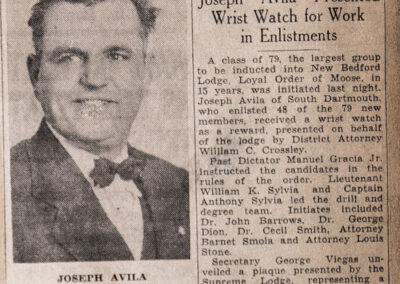 Joseph Avila Presented
Wrist Watch for Work
in Enlistments
A class of 79, the largest group
to be inducted into New Bedford
Lodge, Loyal Order of Moose, in
15 years, was initiated last night.
Joseph Avila of South Dartmouth,
who enlisted 48 of the 79 new
members, received a wrist watch
as a reward, presented on behalf
of the lodge by District Attorney
William C. Crossley.
Past Dictator Manuel Gracia Jr.
instructed the candidates in the
rules of the order. Lieutenant
William K. Sylvia and Captain
Anthony Sylvia led the drill and
degree team. Initiates included
Dr. John Barrows, Dr. George
Dion, Dr. Cecil Smith, Attorney
Barnet Smola and Attorney Louis
Stone.
Secretary George Viegas un-
veiled a plaque presented by the
Supreme Lodge, representing a
JOSEPH AVILA